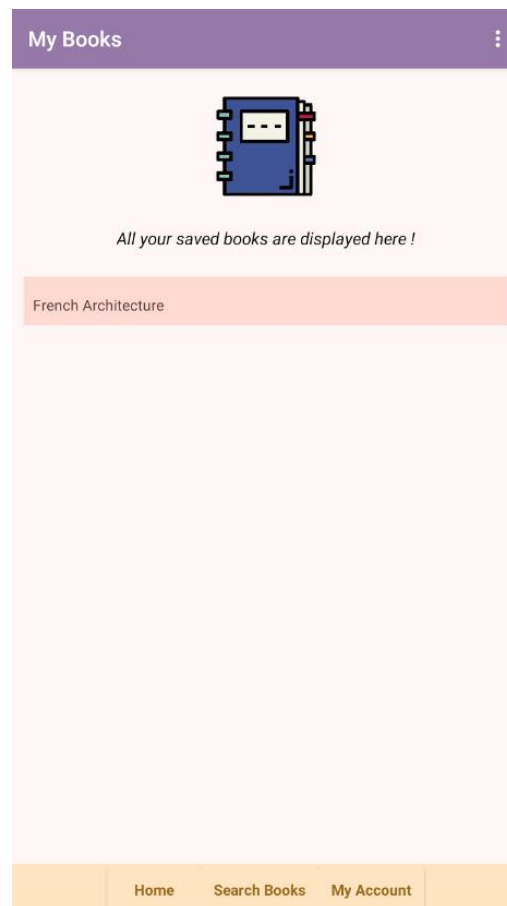 My Books
All your saved books are displayed here !
French Architecture
Home Search Books My Account